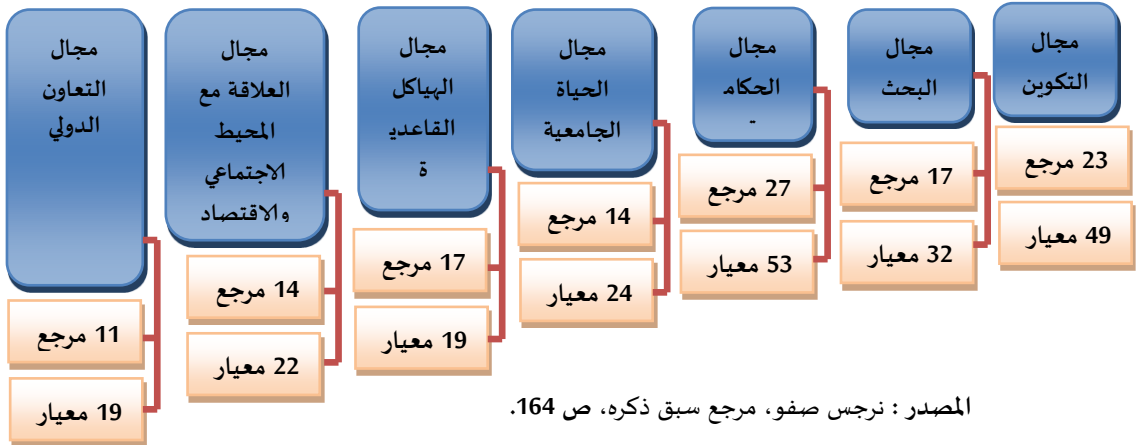 مجال
التكوين
23 مرجع
49 معيار
مجال
البحث
17 مرجع
32 معيار
مجال
الحكام
27 مرجع
53 معيار
مجال
الحياة
الجامعية
14 مرجع
24 معيار
مجال
الهياكل
القاعدي
ة
17 مرجع
19 معيار
مجال
العلاقة مع
المحيط
الاجتماعي
والاقتصاد
14 مرجع
22 معيار
مجال
التعاون
الدولي
11 مرجع
19 معيار
المصدر : نرجس صفو، مرجع سبق ذكره، ص 164.